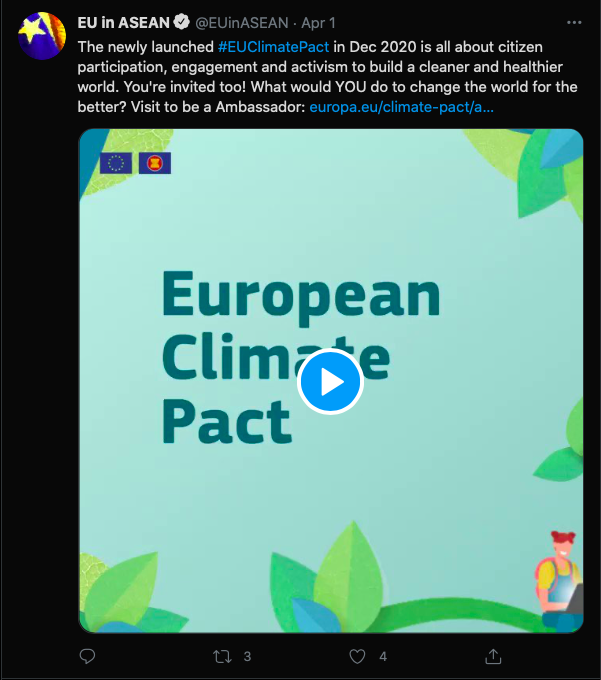 EU in ASEAN @EUinASEAN · Apr 1
The newly launched #EUClimatePact in Dec 2020 is all about citizen
participation, engagement and activism to build a cleaner and healthier
world. You're invited too! What would YOU do to change the world for the
better? Visit to be a Ambassador: europa.eu/climate-pact/a...
European
Climate
Pact
3
4